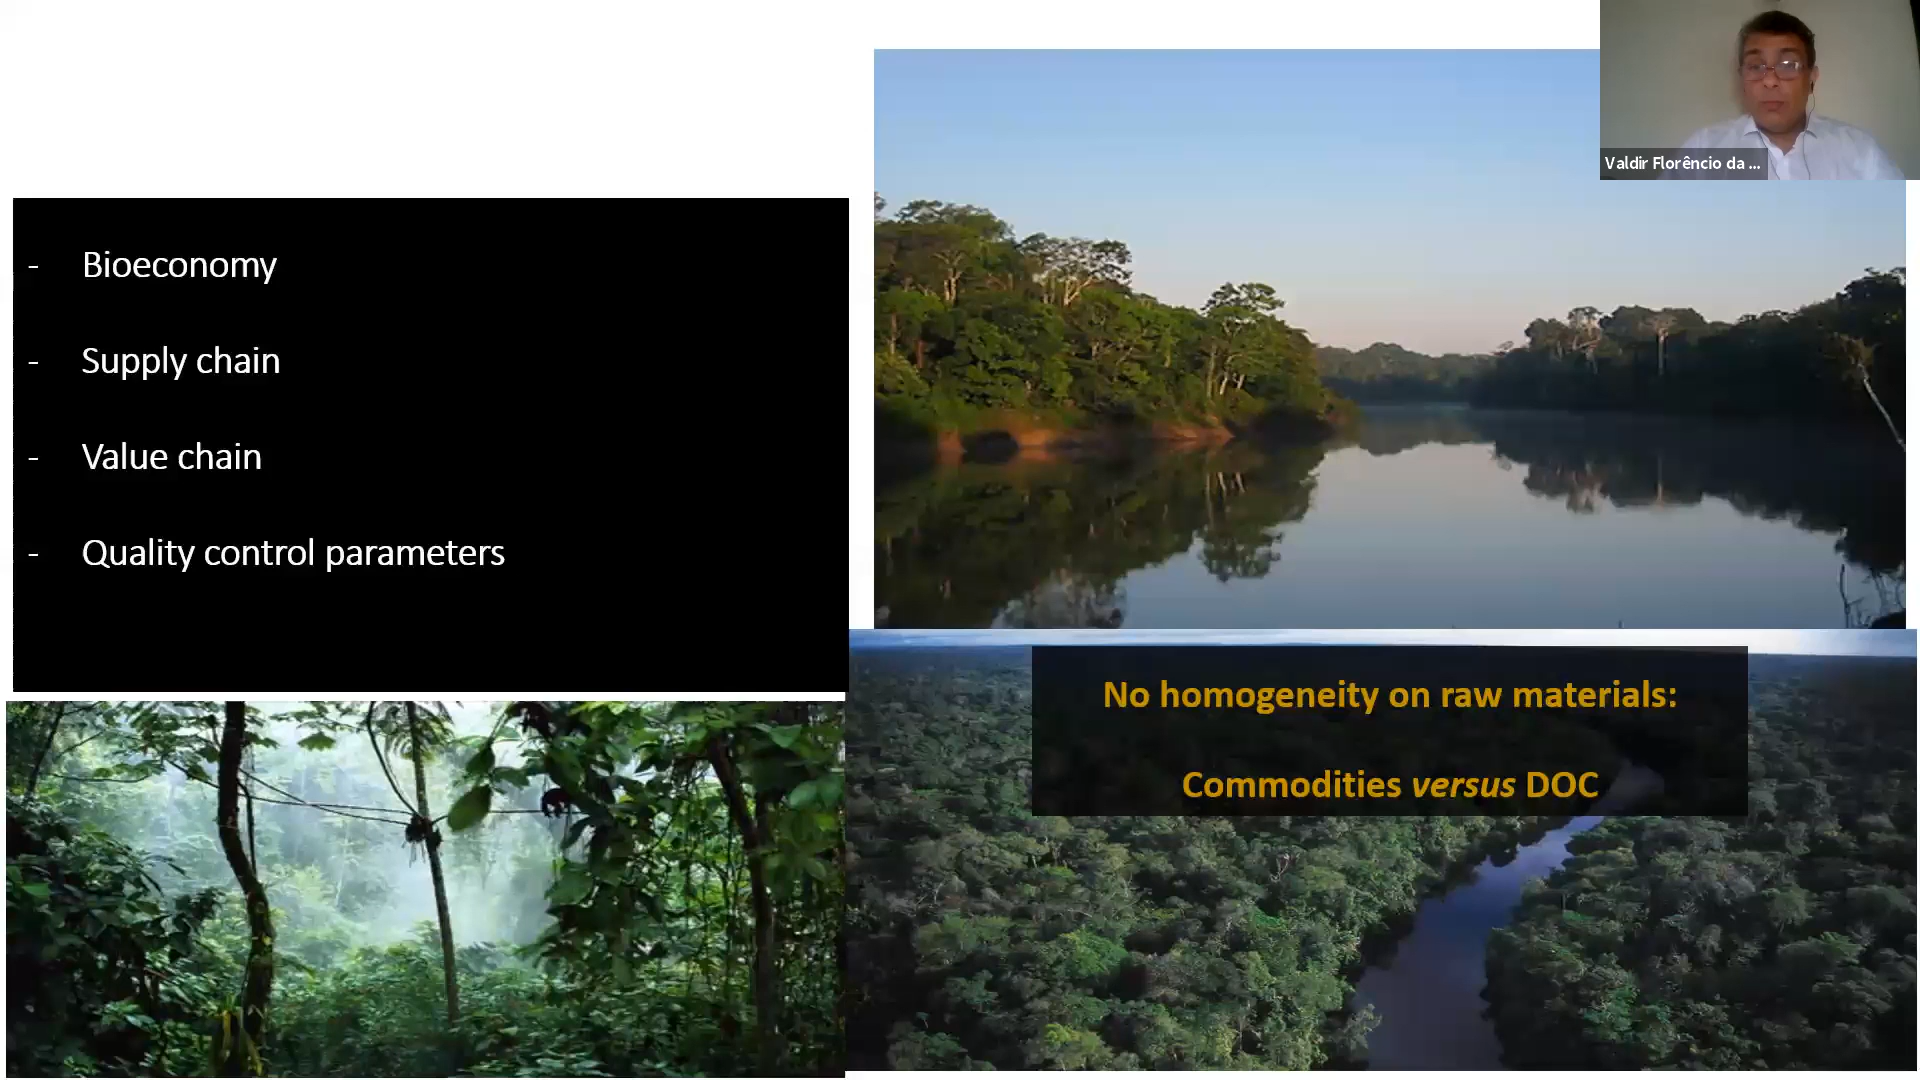 Valdir Florêncio da ...
- Bioeconomy
- Supply chain
- Value chain
- Quality control parameters
No homogeneity on raw materials:
Commodities versus DOC